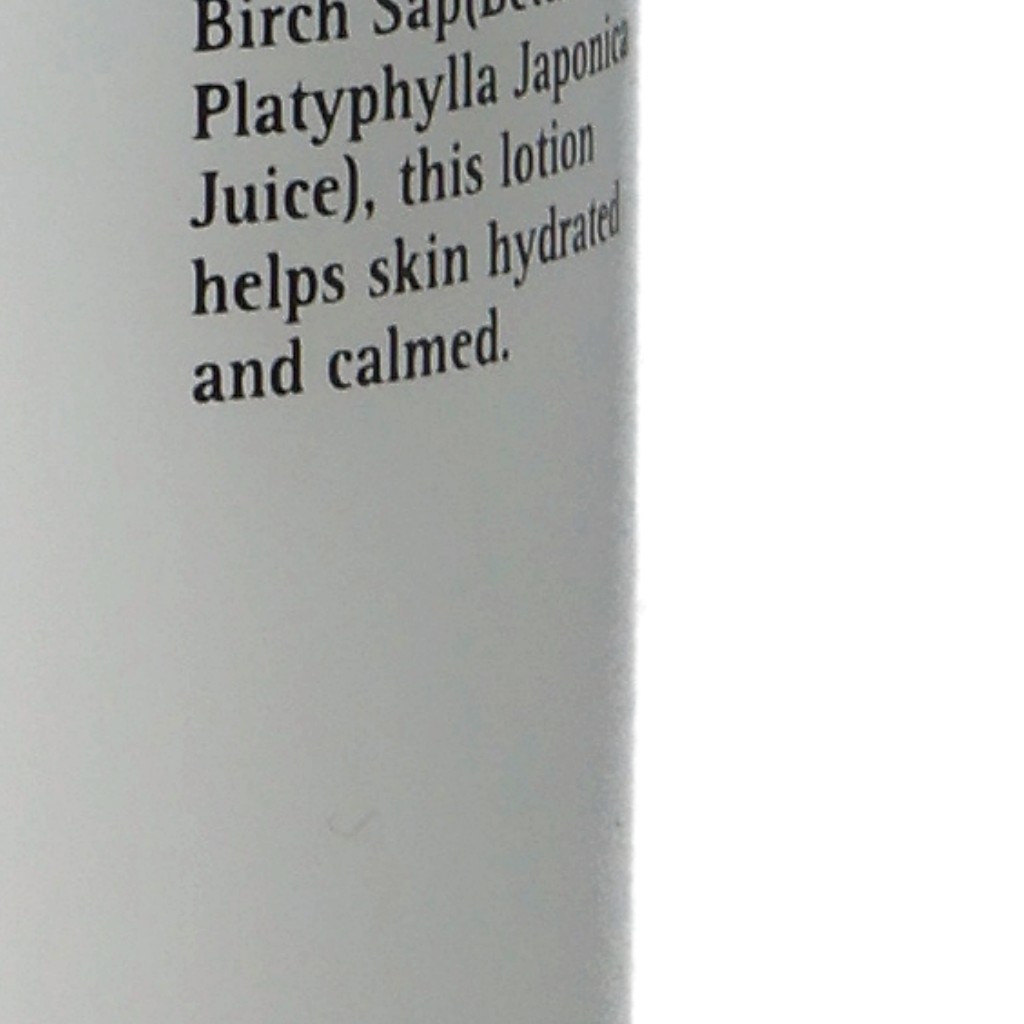 Birch Sap(
Platyphylla Japonica
Juice), this lotion
helps skin hydrated
and calmed.